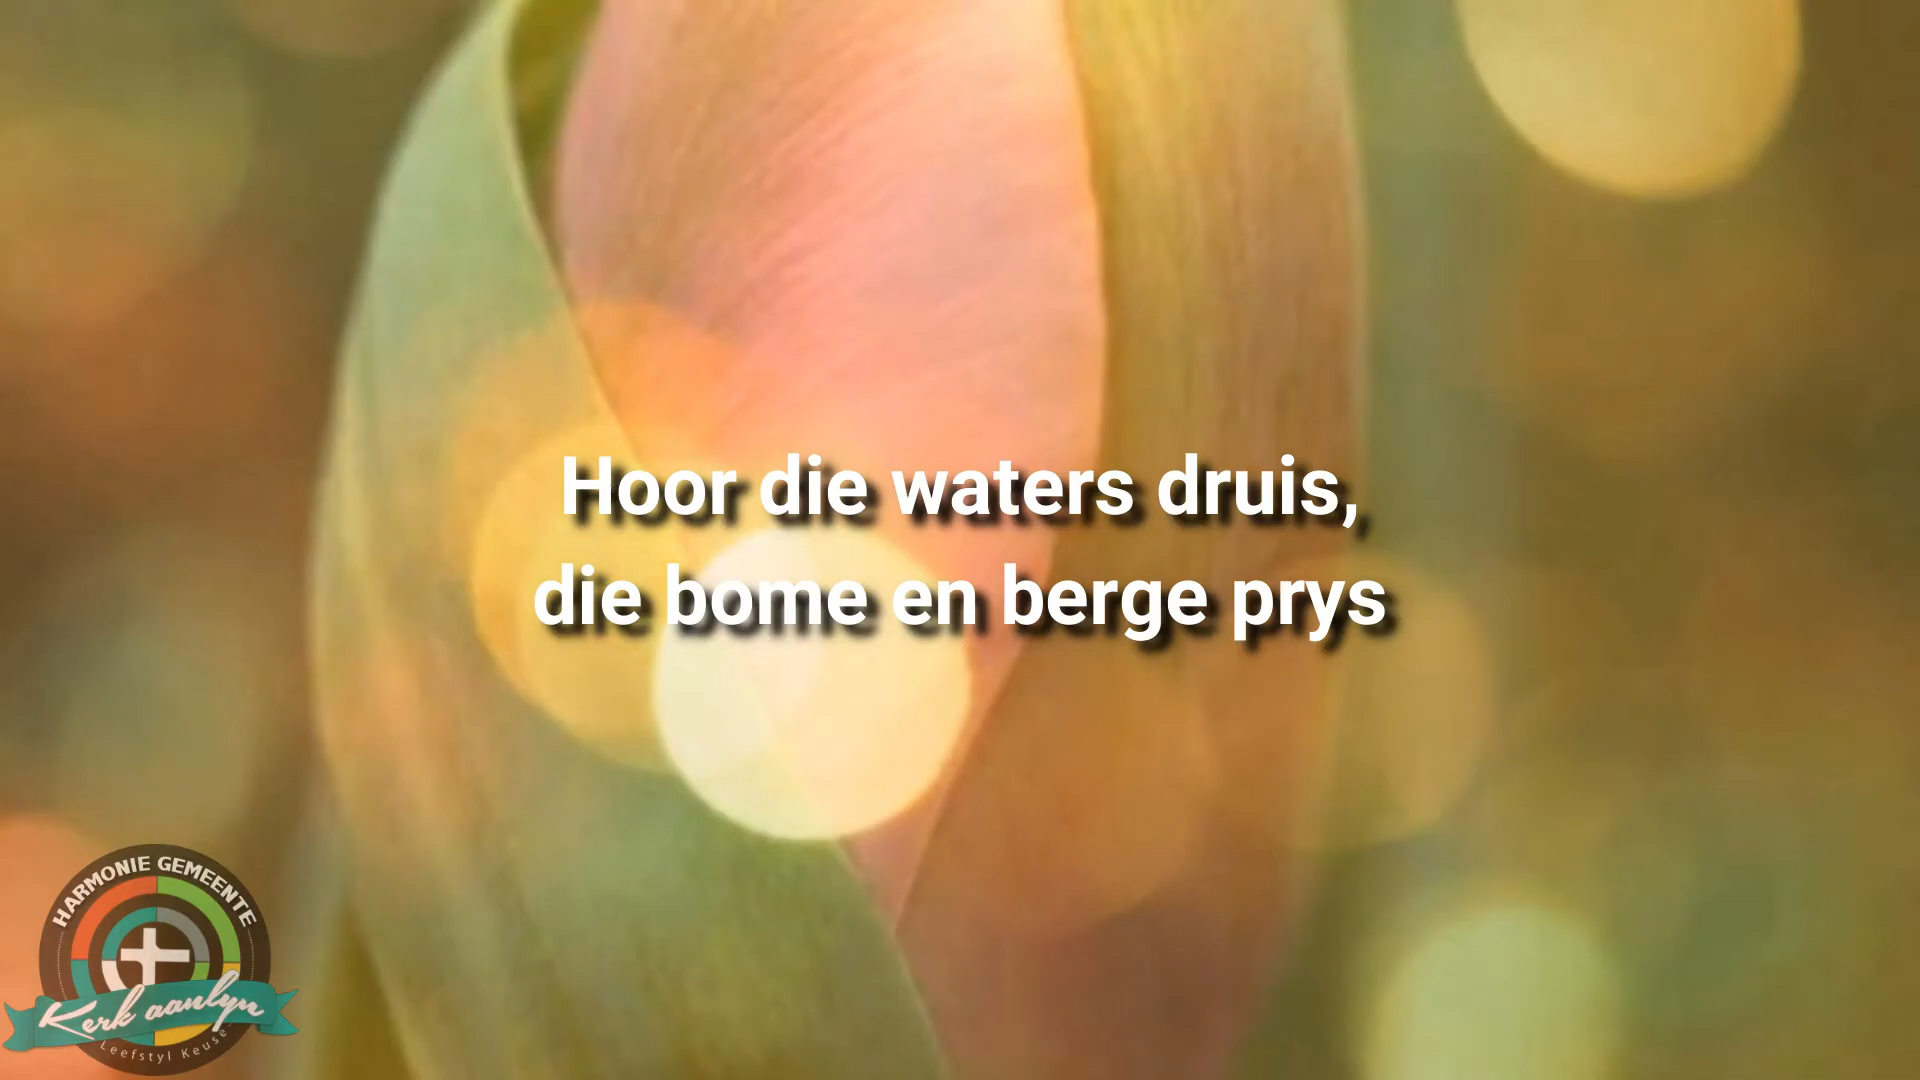 Hoor die waters druis,
die bome en berge prys
HARMONIE GEMEENTE
Kerk aanlyn
Leefstyl Keuse